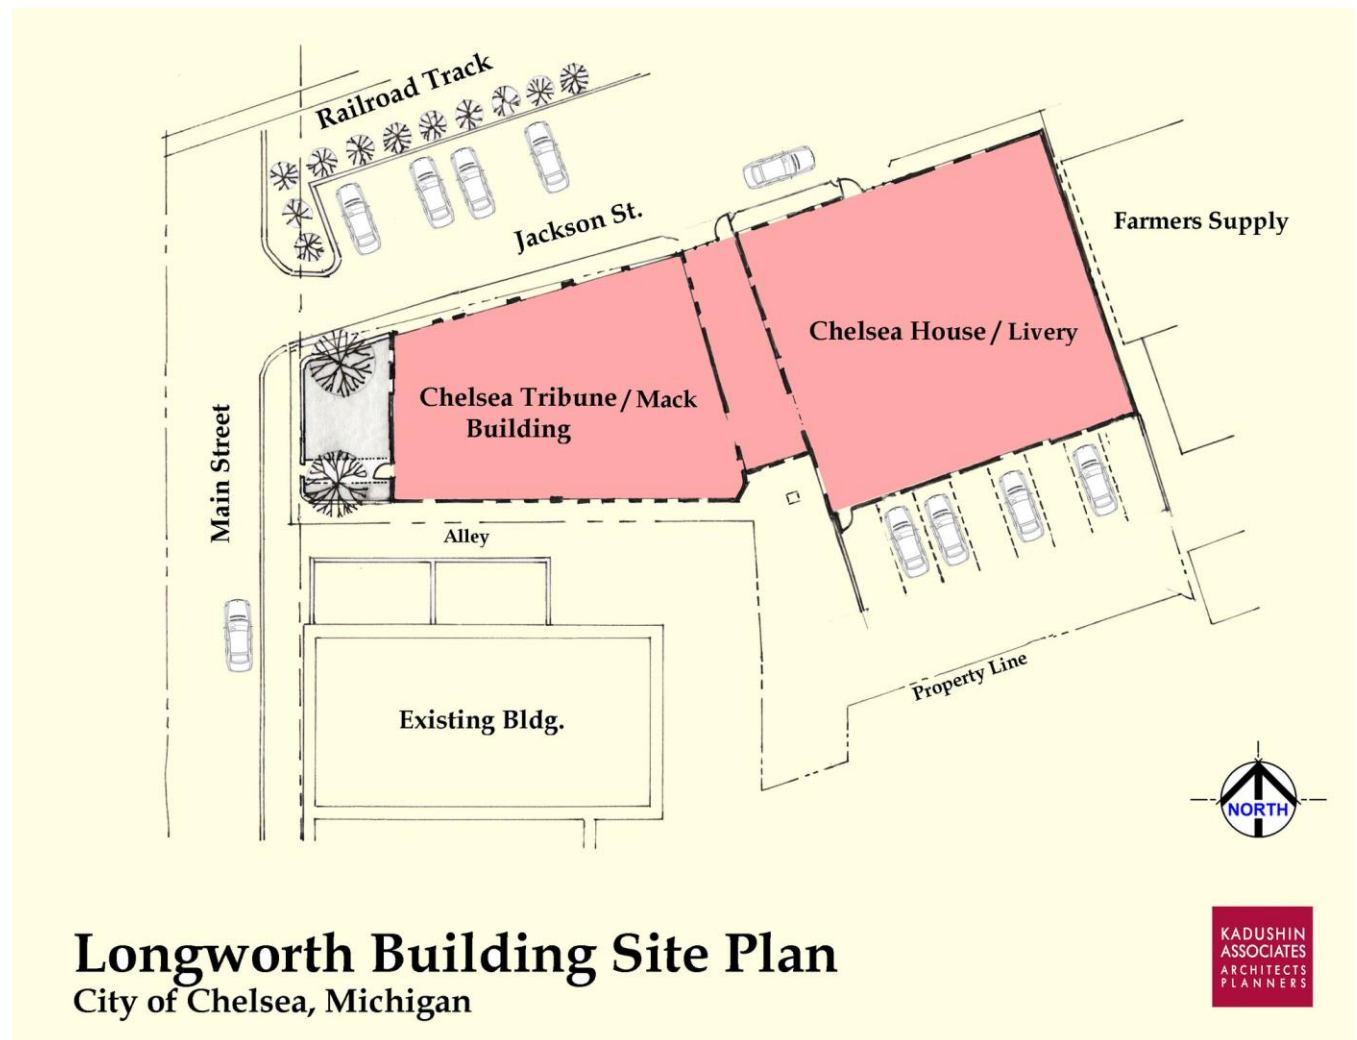 Railroad Track
Jackson St.
Farmers Supply
Chelsea House / Livery
Chelsea Tribune / Mack
Building
Main Street
Alley
Existing Bldg.
Property Line
NORTH
Longworth Building Site Plan
City of Chelsea, Michigan
KADUSHIN
ASSOCIATES
ARCHITECTS
PLANNERS